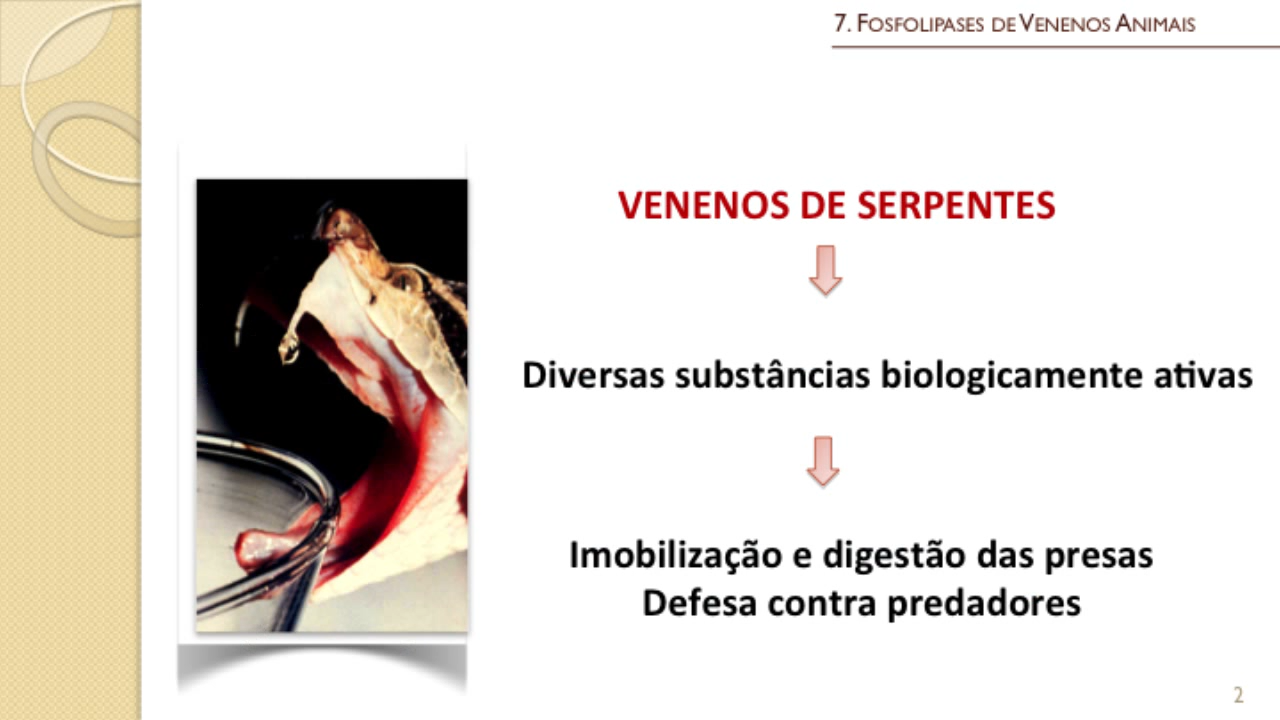 7. FOSFOLIPASES DE VENENOS ANIMAIS
VENENOS DE SERPENTES
Diversas substâncias biologicamente ativas
Imobilização e digestão das presas
Defesa contra predadores
2